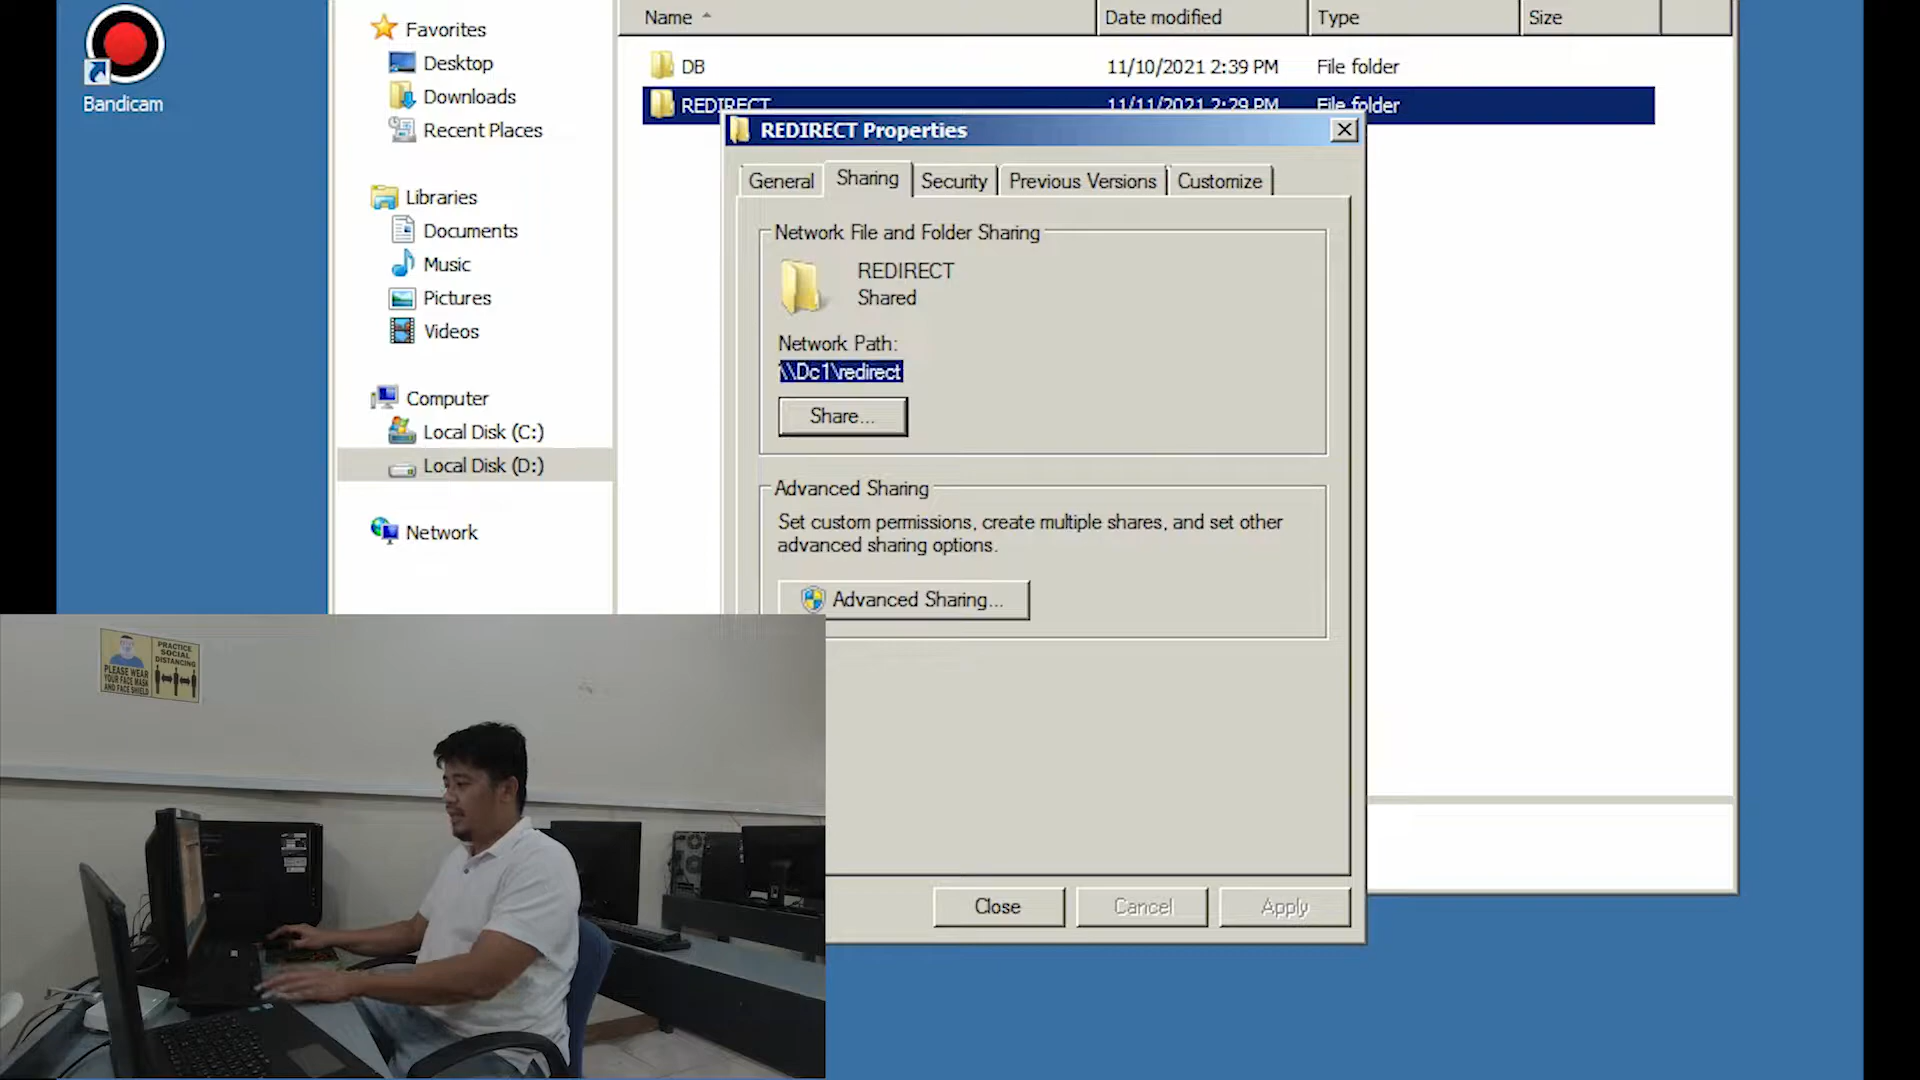 Bandicam
Favorites
Desktop
Downloads
Recent Places
Libraries
Documents
Music
Pictures
Videos
Computer
Local Disk (C:)
Local Disk (D:)
Network
Name Date modified Type Size
DB 11/10/2021 2:39 PM File folder
REDIRECT 11/11/2021 2:29 PM File folder
REDIRECT Properties
General Sharing Security Previous Versions Customize
Network File and Folder Sharing
REDIRECT
Shared
Network Path:
\\Dc1\redirect
Share...
Advanced Sharing
Set custom permissions, create multiple shares, and set other
advanced sharing options.
Advanced Sharing...
Close Cancel Apply
PLEASE WEAR
YOUR FACE MASK
AND FACE SHIELD
PRACTICE
SOCIAL
DISTANCING